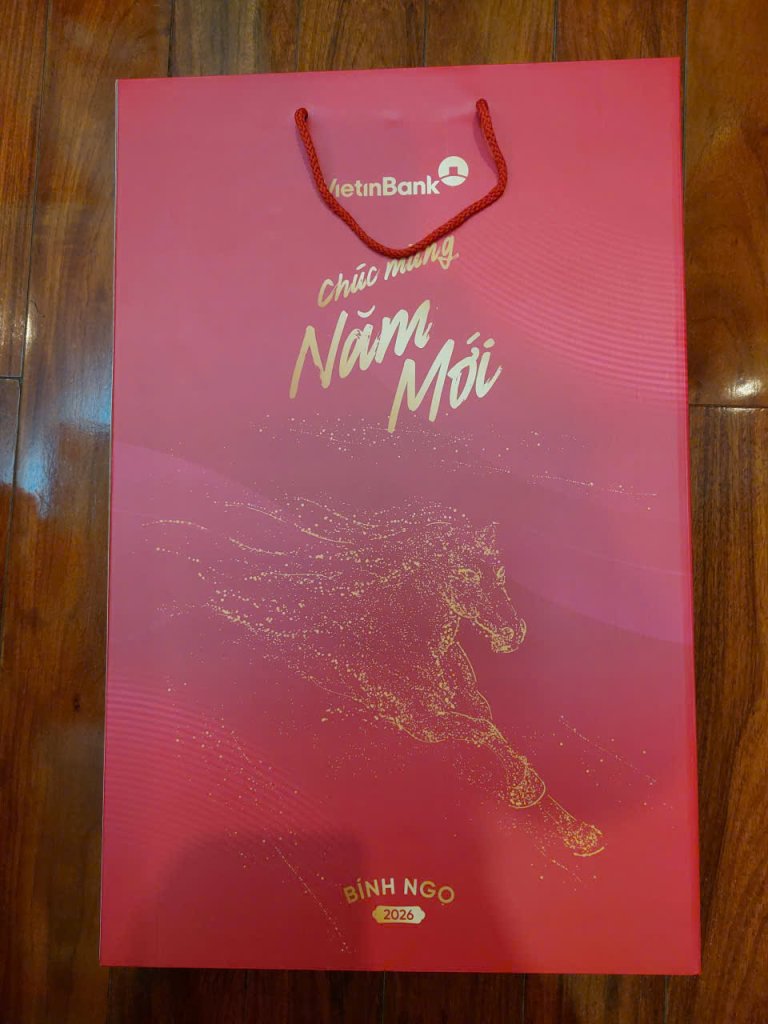 VietinBank
Chúc mừng
Năm
Mới
BÍNH NGỌ
2026